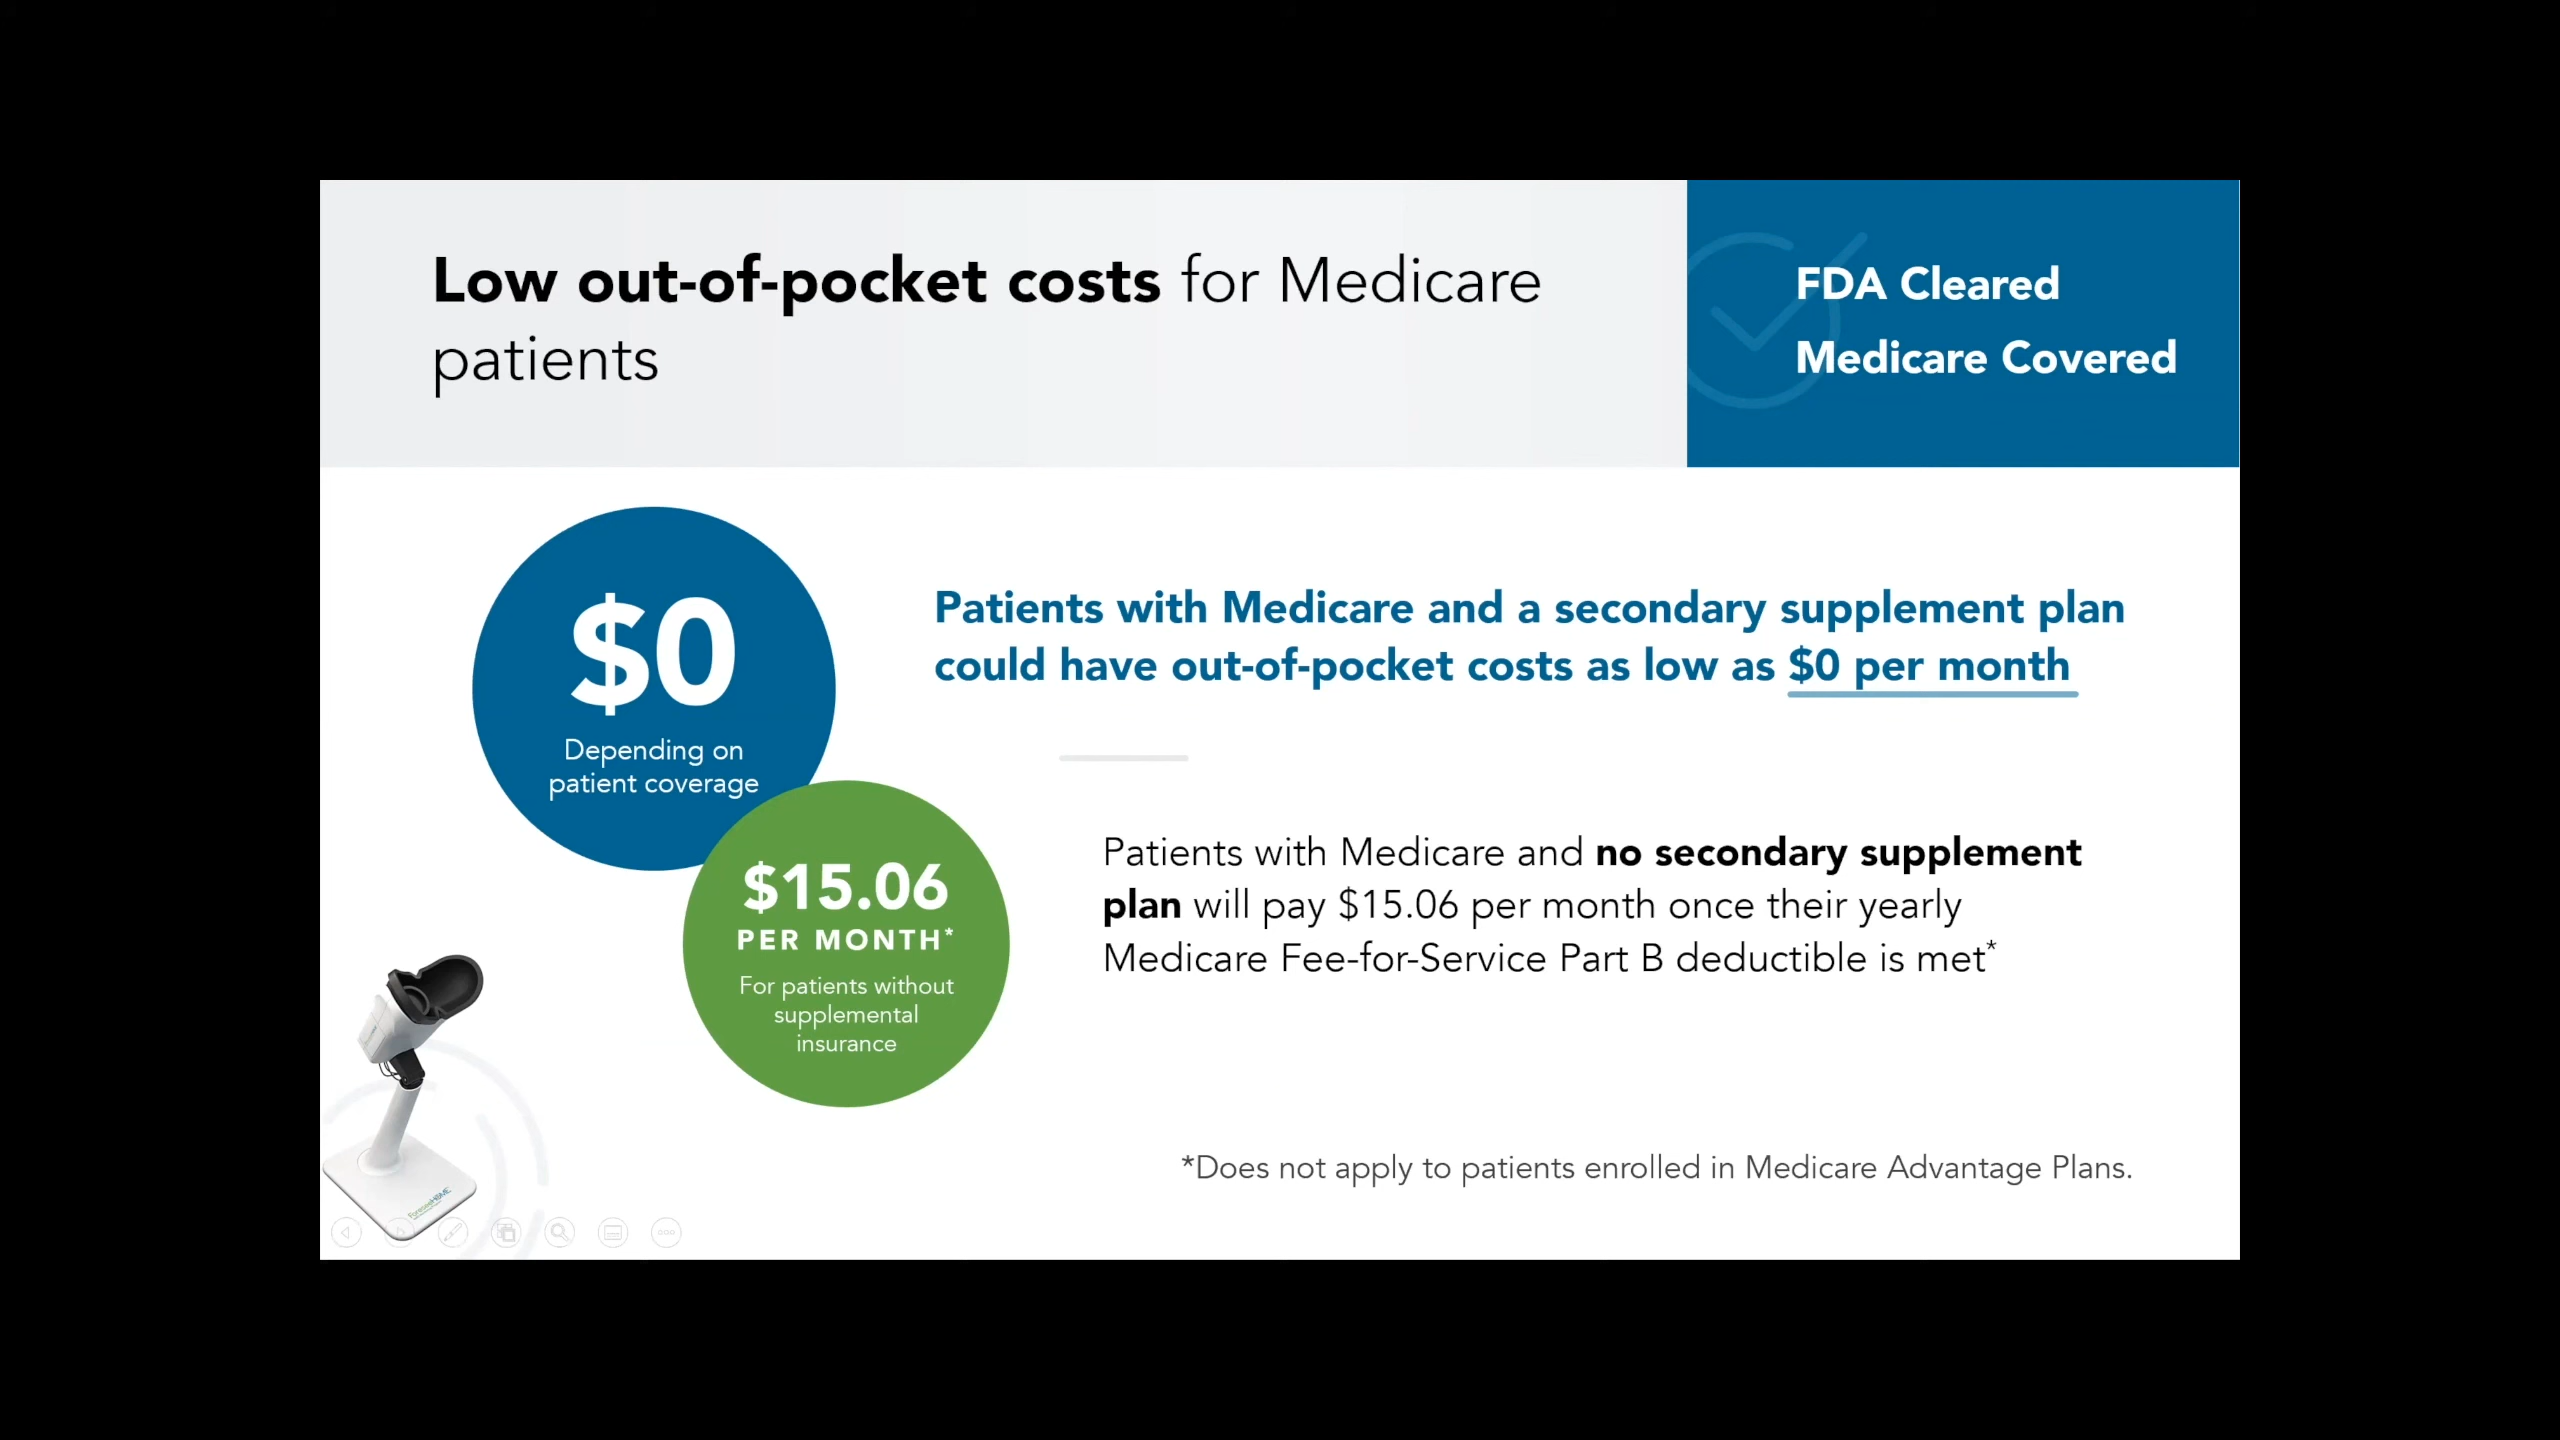 Low out-of-pocket costs for Medicare
patients
FDA Cleared
Medicare Covered
$0
Depending on
patient coverage
Patients with Medicare and a secondary supplement plan
could have out-of-pocket costs as low as $0 per month
$15.06
PER MONTH*
For patients without
supplemental
insurance
Patients with Medicare and no secondary supplement
plan will pay $15.06 per month once their yearly
Medicare Fee-for-Service Part B deductible is met*
*Does not apply to patients enrolled in Medicare Advantage Plans.
ForeseeHOME